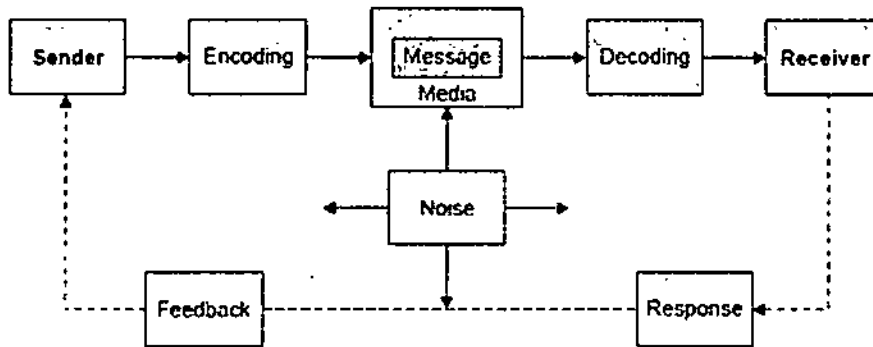 Sender
Encoding
Message
Media
Decoding
Receiver
Noise
Feedback
Response